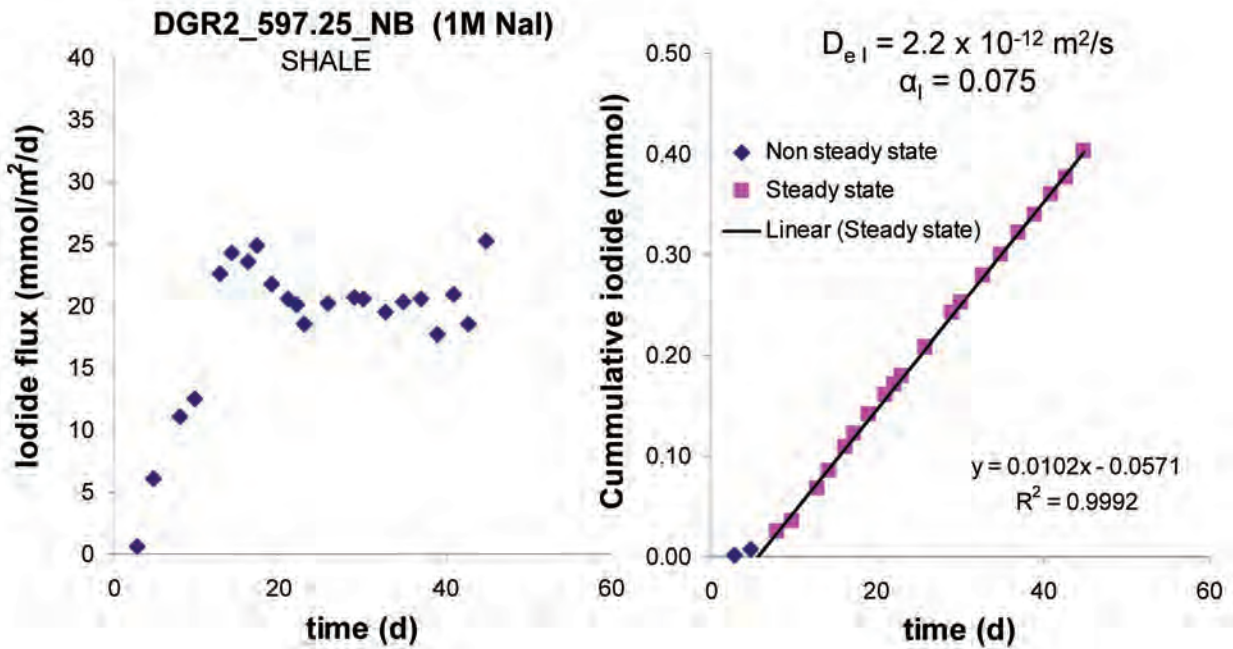 DGR2_597.25_NB (1M NaI)
SHALE
Iodide flux (mmol/m²/d)
40
35
30
25
20
15
10
5
0
0 20 40 60
time (d)
Dₑ ₗ = 2.2 x 10⁻¹² m²/s
αₗ = 0.075
Cummulative iodide (mmol)
0.50
0.40
0.30
0.20
0.10
0.00
Non steady state
Steady state
Linear (Steady state)
y = 0.0102x - 0.0571
R² = 0.9992
0 20 40 60
time (d)